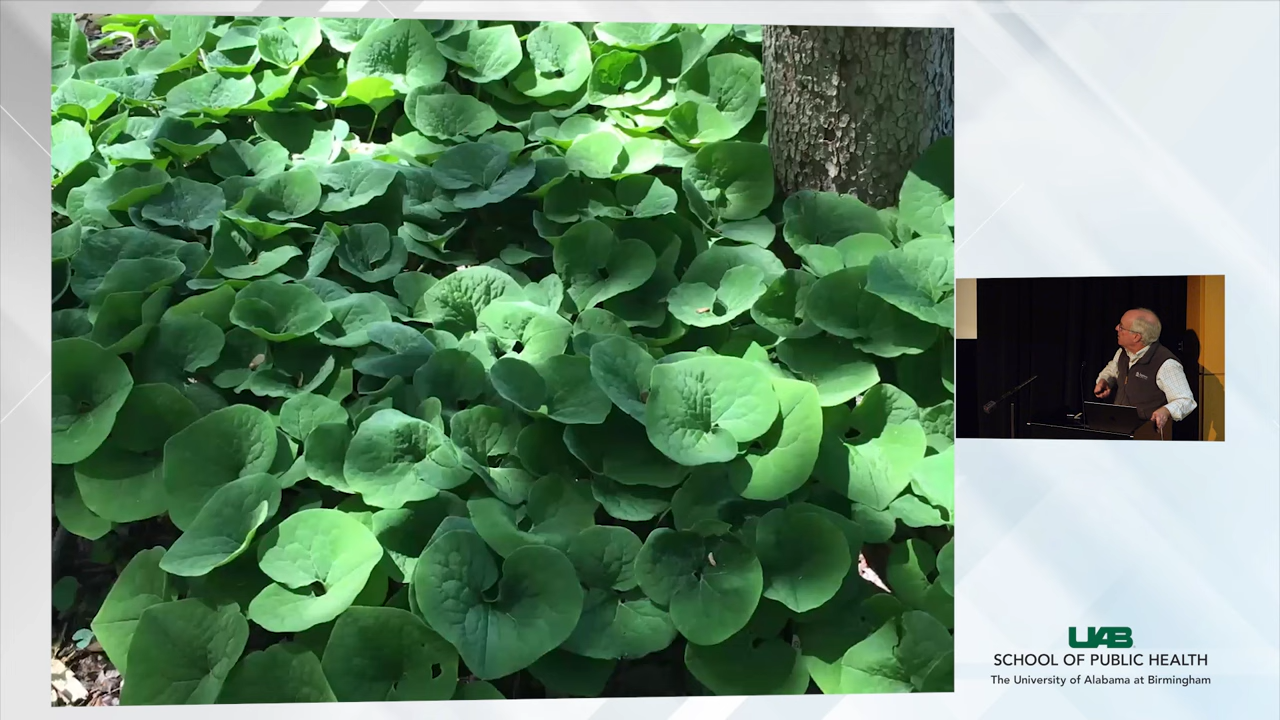 UAB
SCHOOL OF PUBLIC HEALTH
The University of Alabama at Birmingham